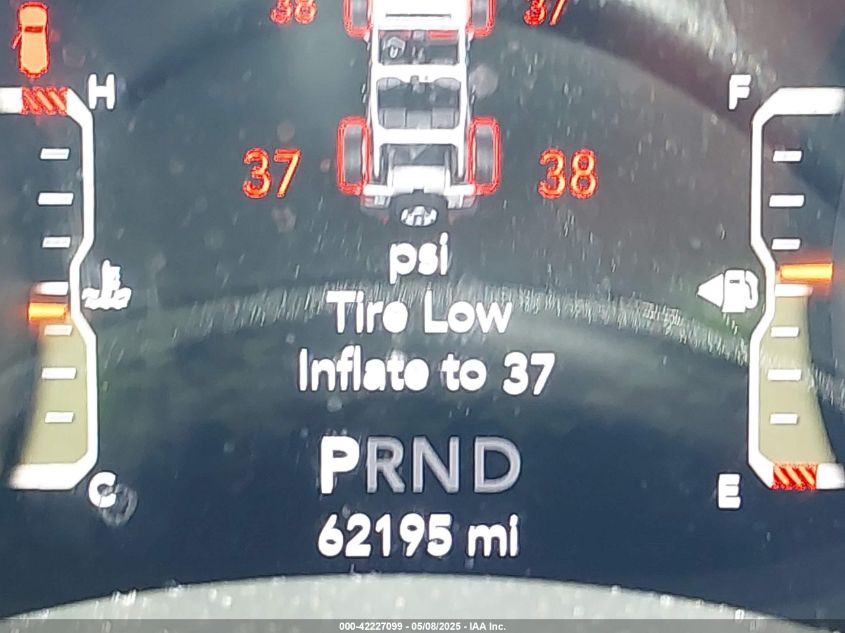 38 37
H F
37 38
psi
Tire Low
Inflate to 37
PRND
C E
62195 mi
000-42227099 - 05/08/2025 - IAA Inc.